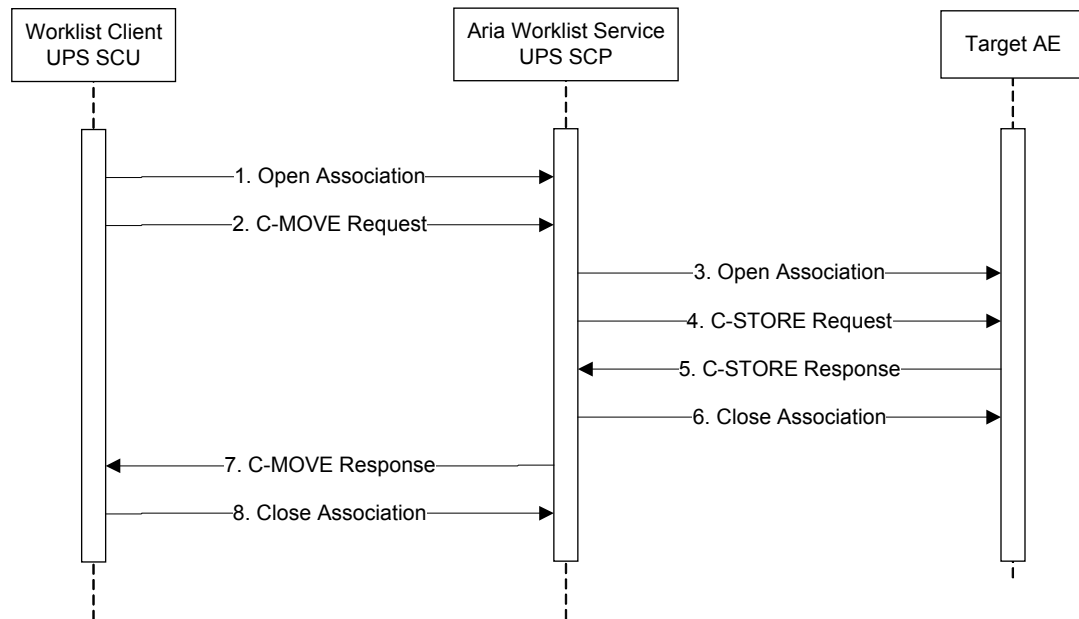 Worklist Client
UPS SCU
Aria Worklist Service
UPS SCP
Target AE
1. Open Association
2. C-MOVE Request
3. Open Association
4. C-STORE Request
5. C-STORE Response
6. Close Association
7. C-MOVE Response
8. Close Association